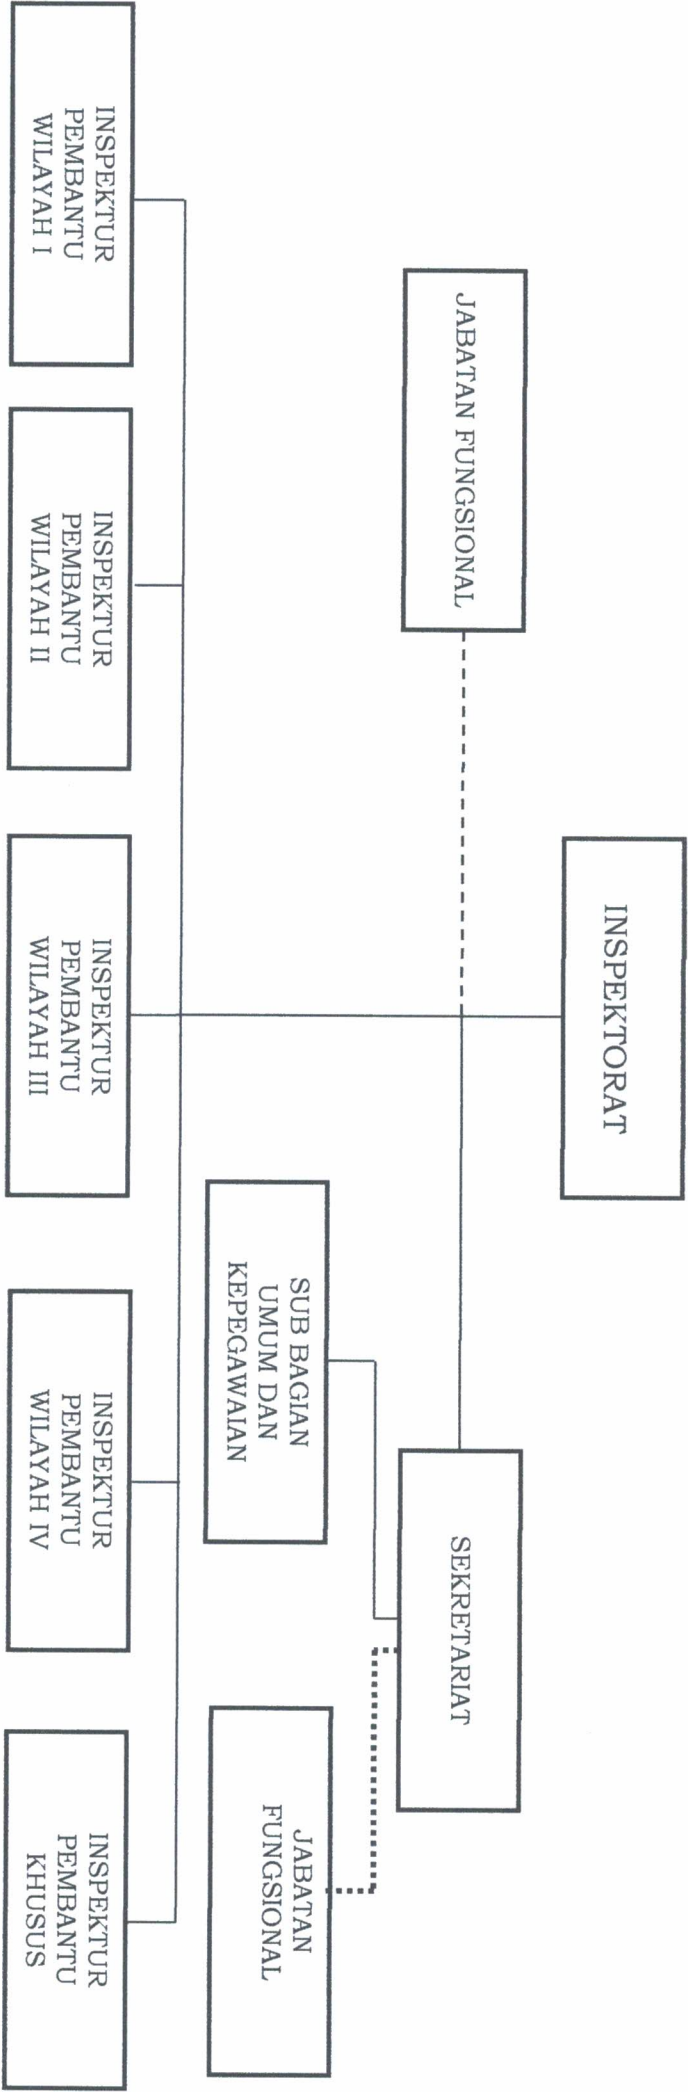 INSPEKTORAT
JABATAN FUNGSIONAL
SEKRETARIAT
SUB BAGIAN
UMUM DAN
KEPEGAWAIAN
JABATAN
FUNGSIONAL
INSPEKTUR
PEMBANTU
WILAYAH I
INSPEKTUR
PEMBANTU
WILAYAH II
INSPEKTUR
PEMBANTU
WILAYAH III
INSPEKTUR
PEMBANTU
WILAYAH IV
INSPEKTUR
PEMBANTU
KHUSUS